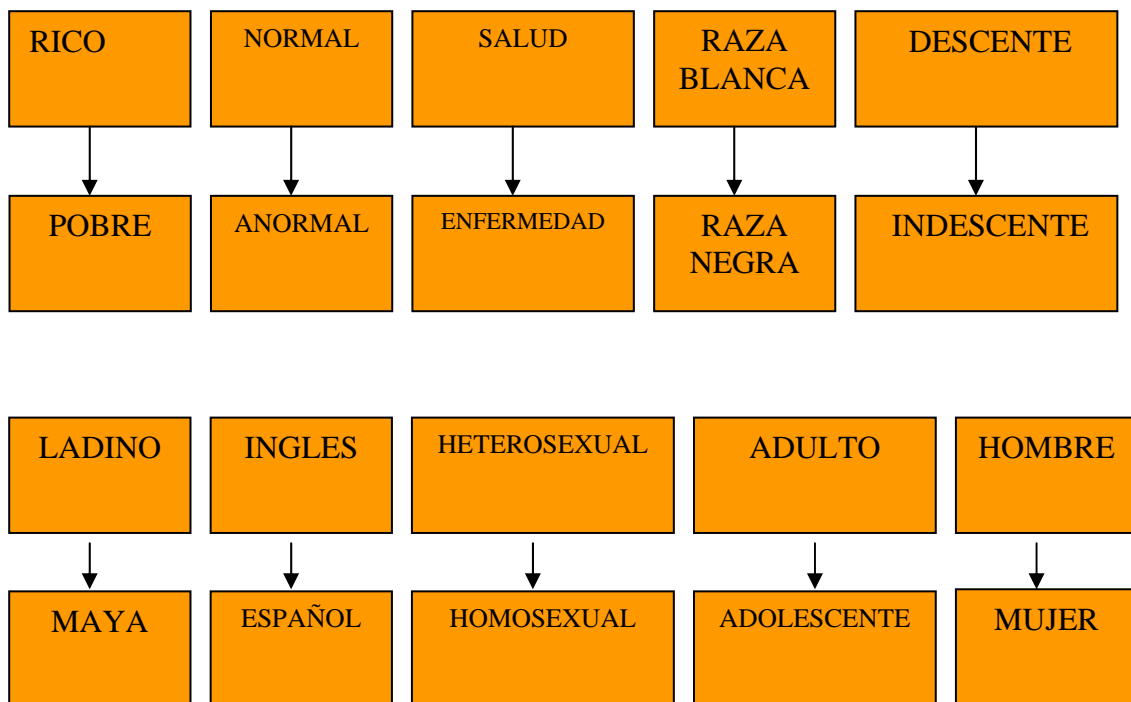 RICO
NORMAL
SALUD
RAZA
BLANCA
DESCENTE
POBRE
ANORMAL
ENFERMEDAD
RAZA
NEGRA
INDESCENTE
LADINO
INGLES
HETEROSEXUAL
ADULTO
HOMBRE
MAYA
ESPAÑOL
HOMOSEXUAL
ADOLESCENTE
MUJER